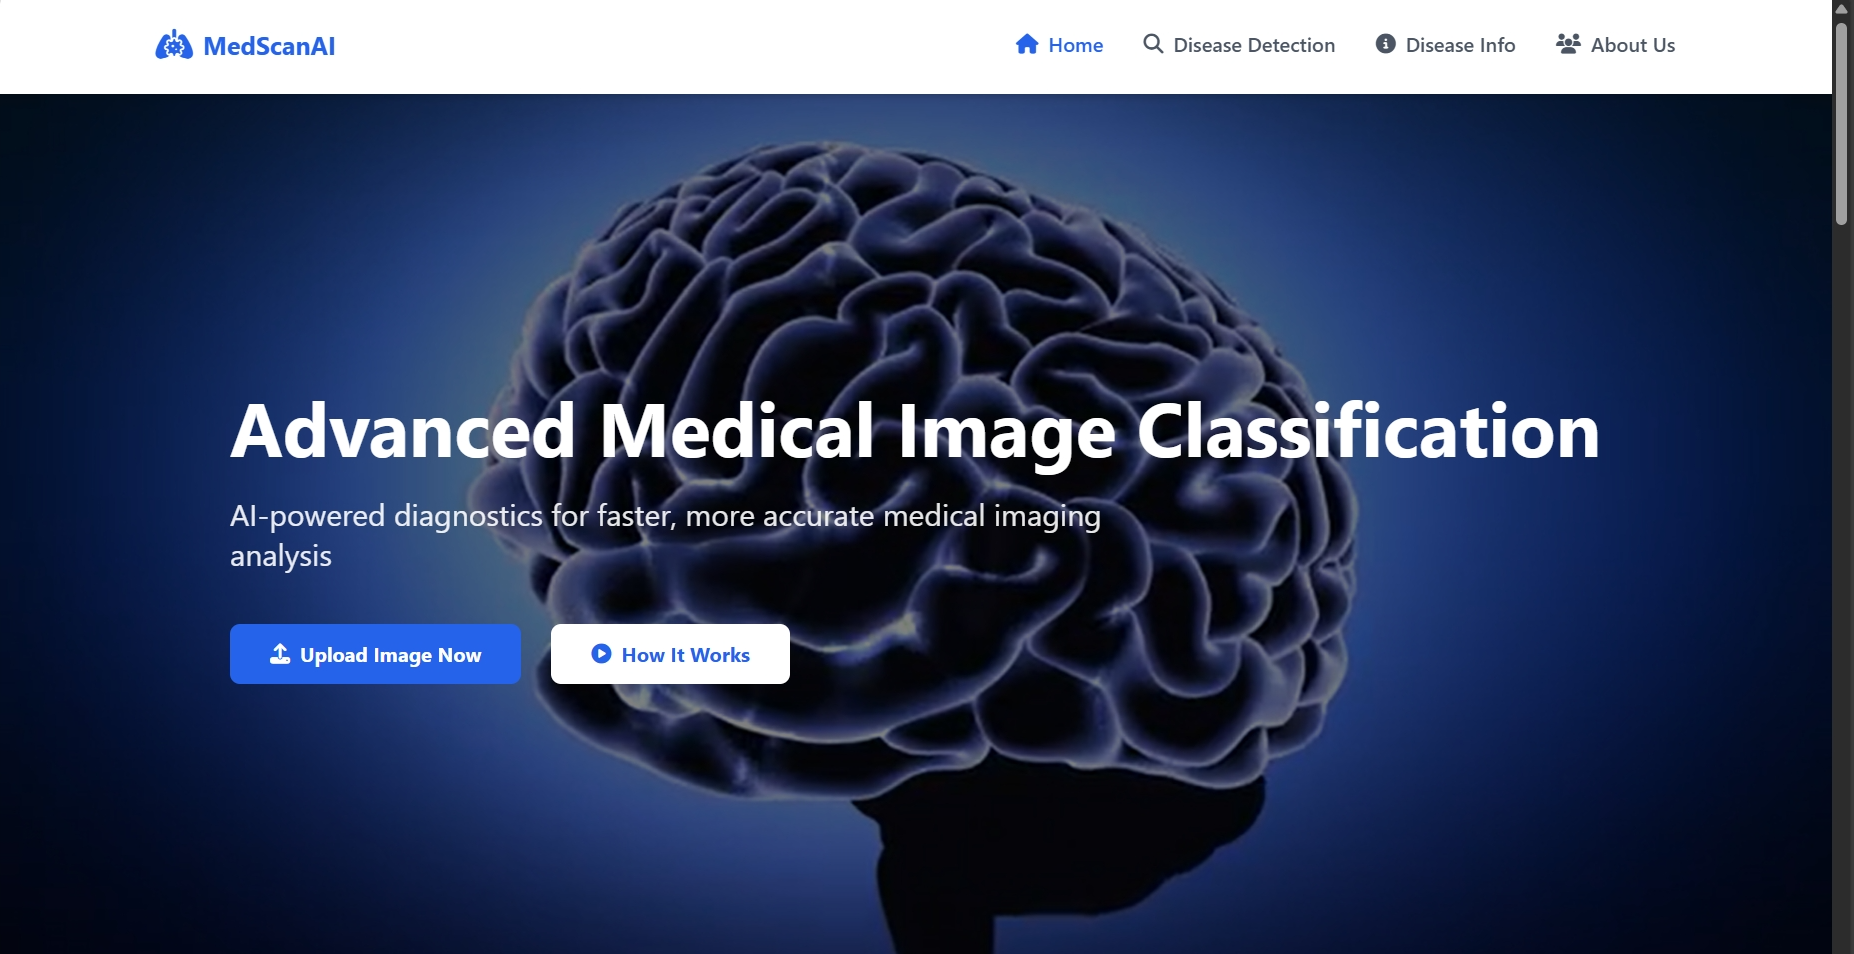 MedScanAI
Home
Disease Detection
Disease Info
About Us
Advanced Medical Image Classification
AI-powered diagnostics for faster, more accurate medical imaging
analysis
Upload Image Now
How It Works